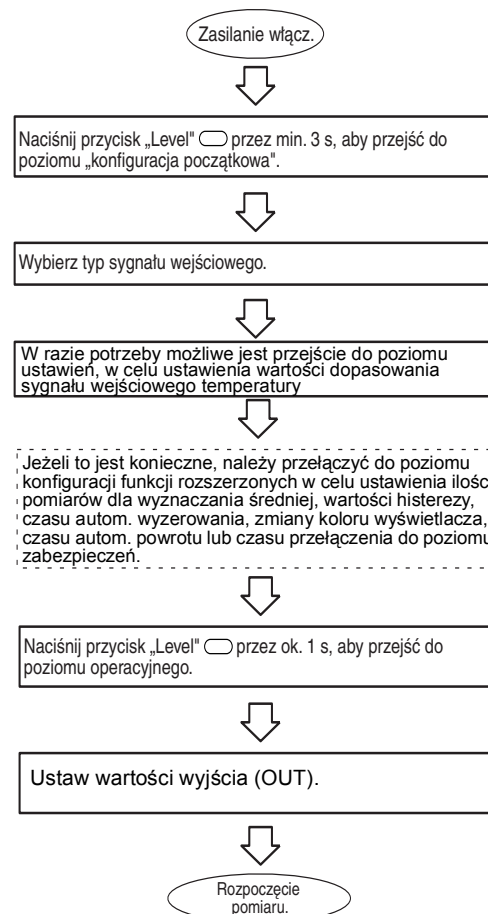 Zasilanie włącz.
Naciśnij przycisk „Level" przez min. 3 s, aby przejść do
poziomu „konfiguracja początkowa".
Wybierz typ sygnału wejściowego.
W razie potrzeby możliwe jest przejście do poziomu
ustawień, w celu ustawienia wartości dopasowania
sygnału wejściowego temperatury
Jeżeli to jest konieczne, należy przełączyć do poziomu
konfiguracji funkcji rozszerzonych w celu ustawienia ilośc
pomiarów dla wyznaczania średniej, wartości histerezy,
czasu autom. wyzerowania, zmiany koloru wyświetlacza,
czasu autom. powrotu lub czasu przełączenia do poziomu
zabezpieczeń.
Naciśnij przycisk „Level" przez ok. 1 s, aby przejść do
poziomu operacyjnego.
Ustaw wartości wyjścia (OUT).
Rozpoczęcie
pomiaru.